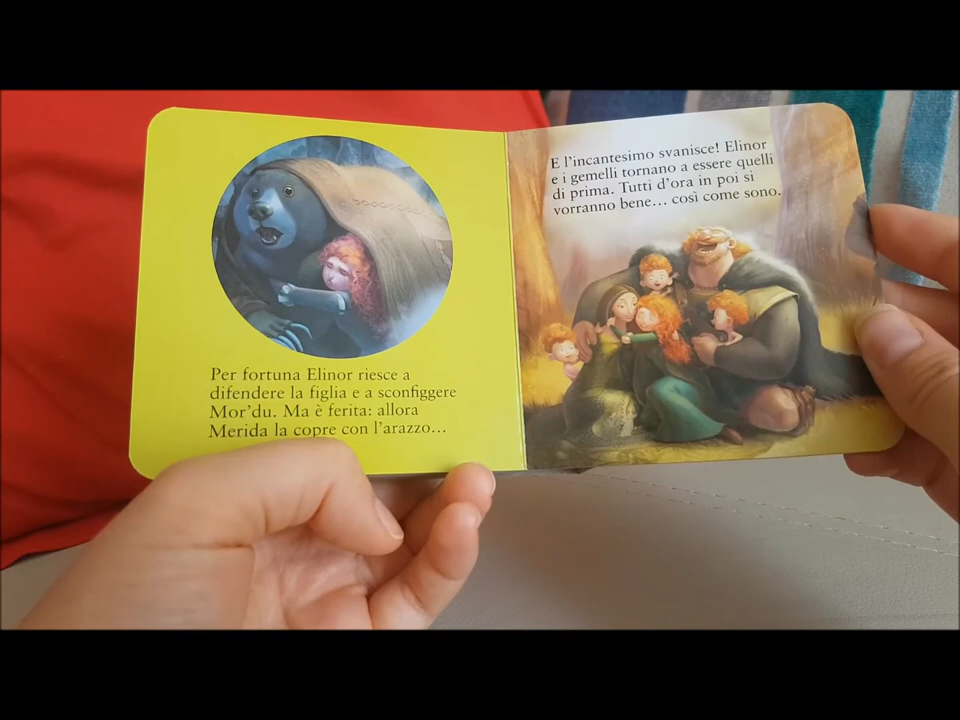 Per fortuna Elinor riesce a
difendere la figlia e a sconfiggere
Mor'du. Ma è ferita: allora
Merida la copre con l'arazzo...
E l'incantesimo svanisce! Elinor
e i gemelli tornano a essere quelli
di prima. Tutti d'ora in poi si
vorranno bene... così come sono.